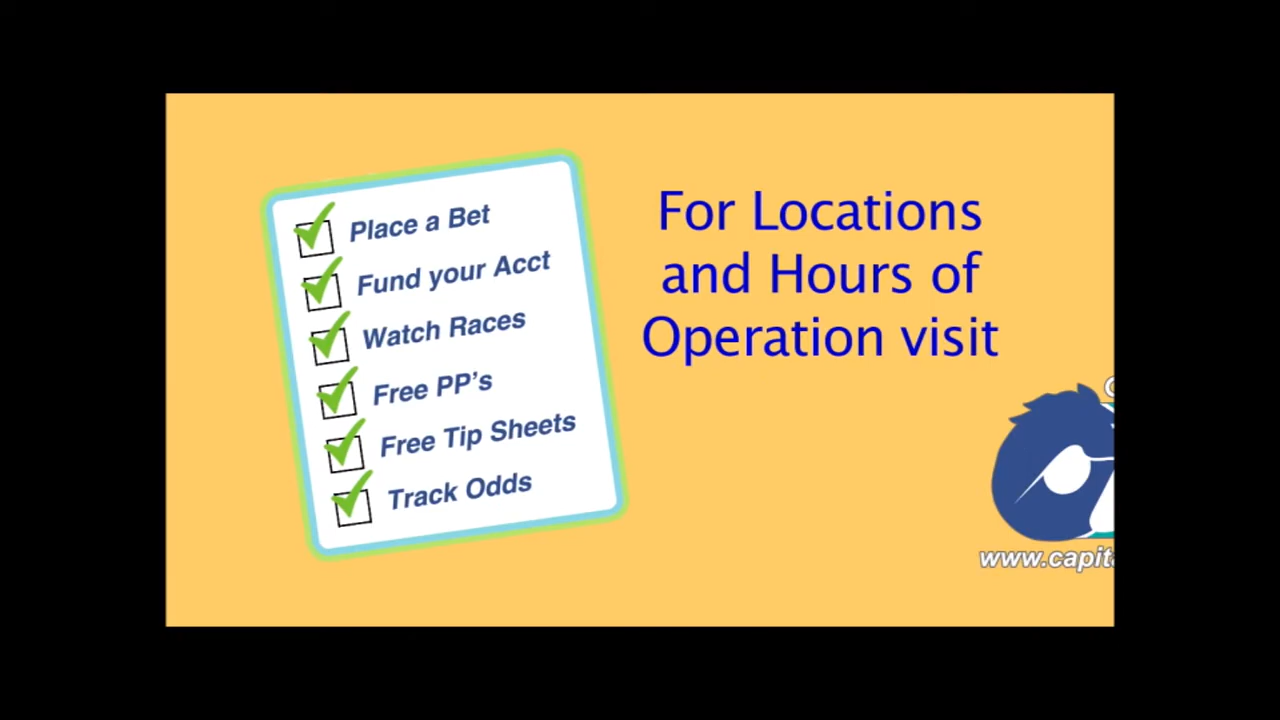 Place a Bet
Fund your Acct
Watch Races
Free PP's
Free Tip Sheets
Track Odds
For Locations
and Hours of
Operation visit